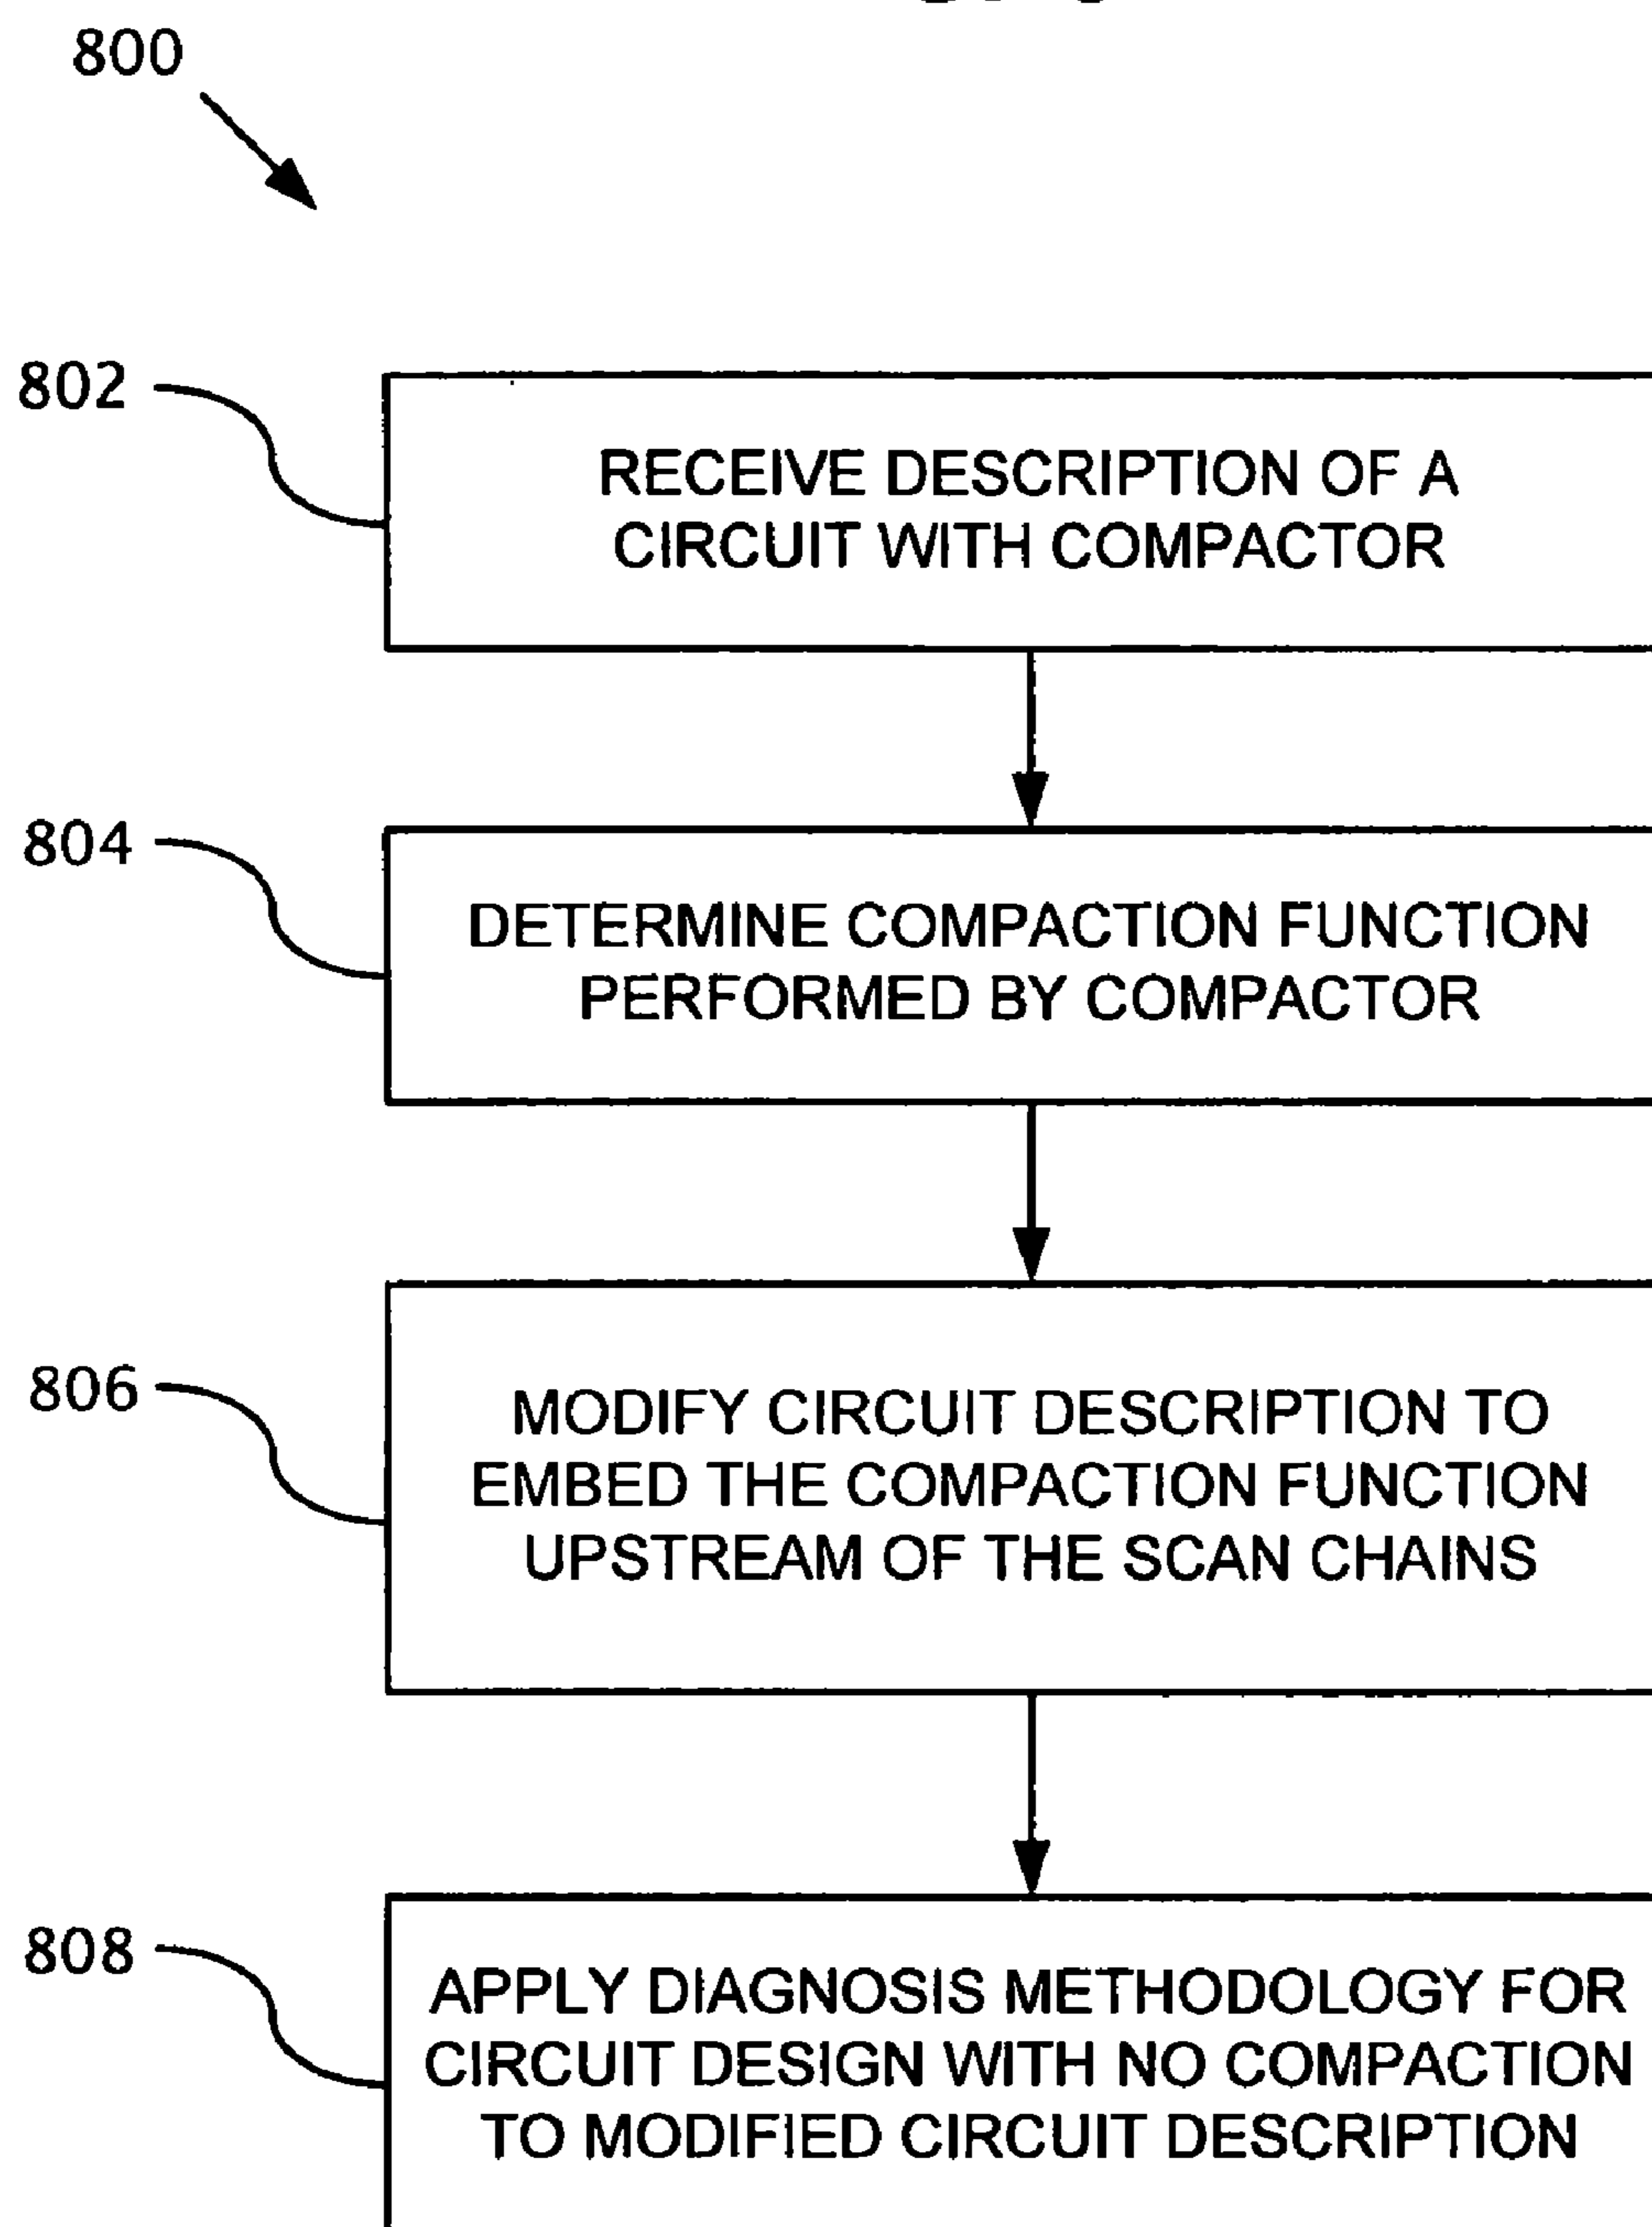 800
802
RECEIVE DESCRIPTION OF A
CIRCUIT WITH COMPACTOR
804
DETERMINE COMPACTION FUNCTION
PERFORMED BY COMPACTOR
806
MODIFY CIRCUIT DESCRIPTION TO
EMBED THE COMPACTION FUNCTION
UPSTREAM OF THE SCAN CHAINS
808
APPLY DIAGNOSIS METHODOLOGY FOR
CIRCUIT DESIGN WITH NO COMPACTION
TO MODIFIED CIRCUIT DESCRIPTION